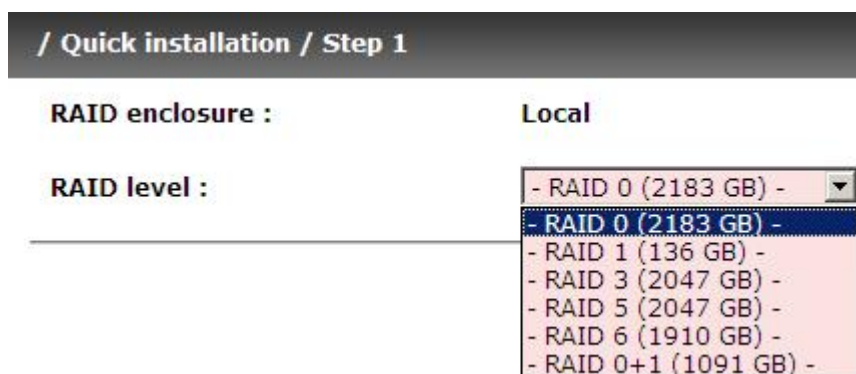 / Quick installation / Step 1
RAID enclosure : Local
RAID level : - RAID 0 (2183 GB) -
- RAID 0 (2183 GB) -
- RAID 1 (136 GB) -
- RAID 3 (2047 GB) -
- RAID 5 (2047 GB) -
- RAID 6 (1910 GB) -
- RAID 0+1 (1091 GB) -